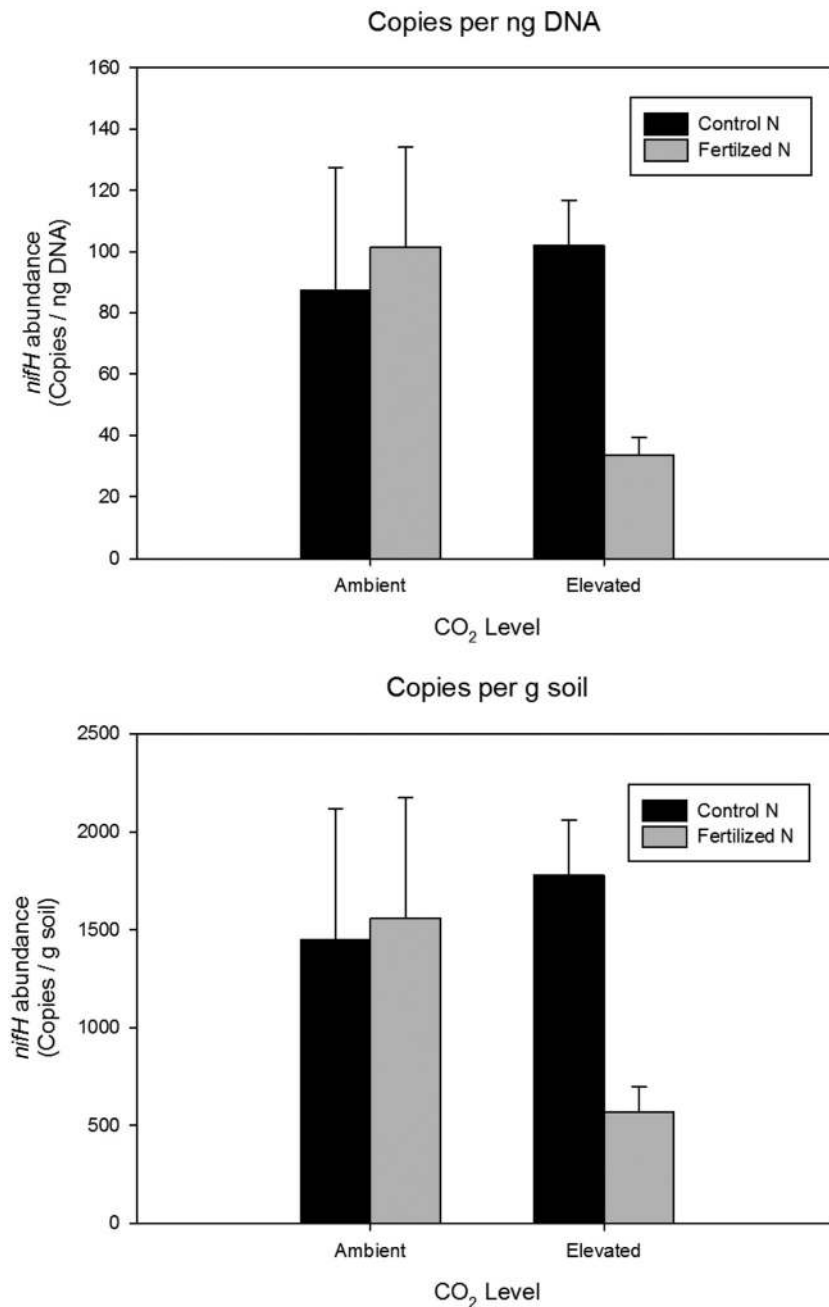 Copies per ng DNA
160
140
120
100
80
60
40
20
0
nifH abundance
(Copies / ng DNA)
Control N
Fertilzed N
Ambient
Elevated
CO₂ Level
Copies per g soil
2500
2000
1500
1000
500
0
nifH abundance
(Copies / g soil)
Control N
Fertilized N
Ambient
Elevated
CO₂ Level